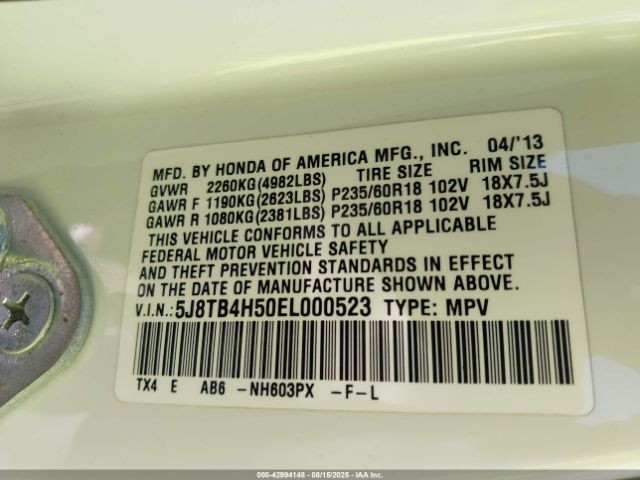 MFD. BY HONDA OF AMERICA MFG., INC. 04/'13
GVWR 2260KG(4982LBS) TIRE SIZE RIM SIZE
GAWR F 1190KG(2623LBS) P235/60R18 102V 18X7.5J
GAWR R 1080KG(2381LBS) P235/60R18 102V 18X7.5J
THIS VEHICLE CONFORMS TO ALL APPLICABLE
FEDERAL MOTOR VEHICLE SAFETY
AND THEFT PREVENTION STANDARDS IN EFFECT
ON THE DATE OF MANUFACTURE SHOWN ABOVE.
V.I.N.:5J8TB4H50EL000523 TYPE: MPV
TX4 E AB6 -NH603PX -F-L
000-42994148 - 08/15/2025 - IAA Inc.